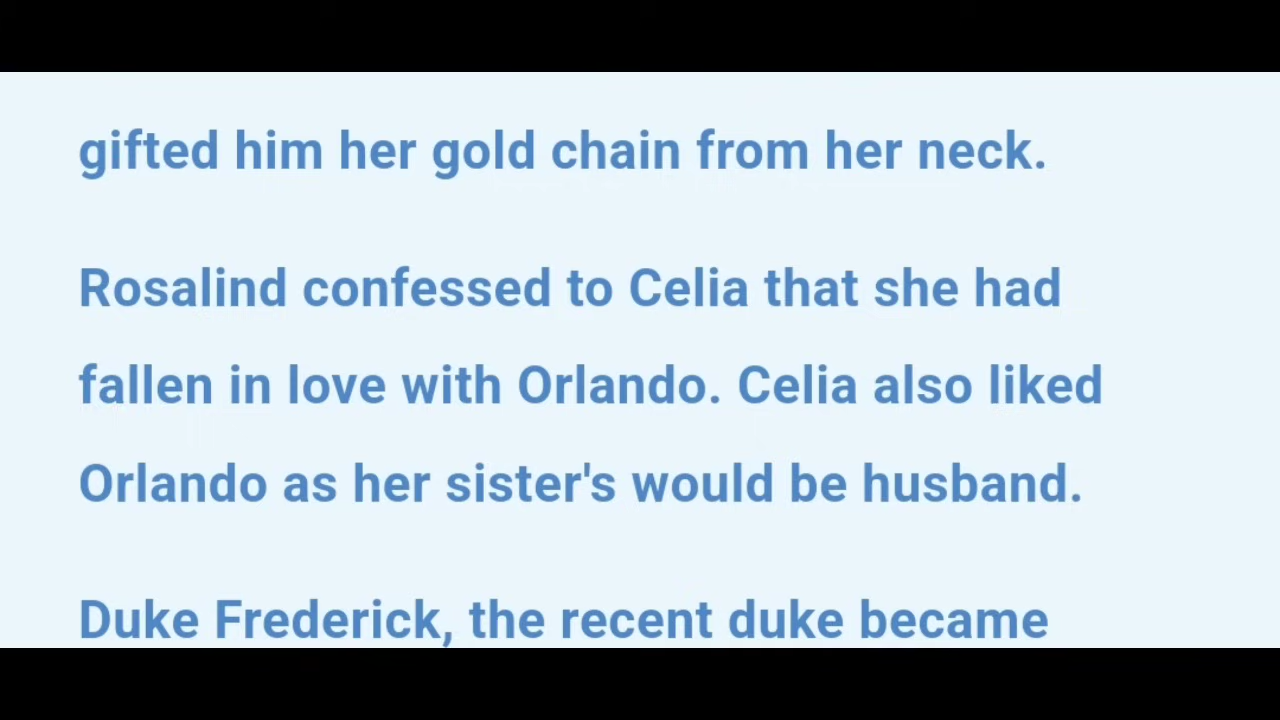 gifted him her gold chain from her neck.
Rosalind confessed to Celia that she had
fallen in love with Orlando. Celia also liked
Orlando as her sister's would be husband.
Duke Frederick, the recent duke became